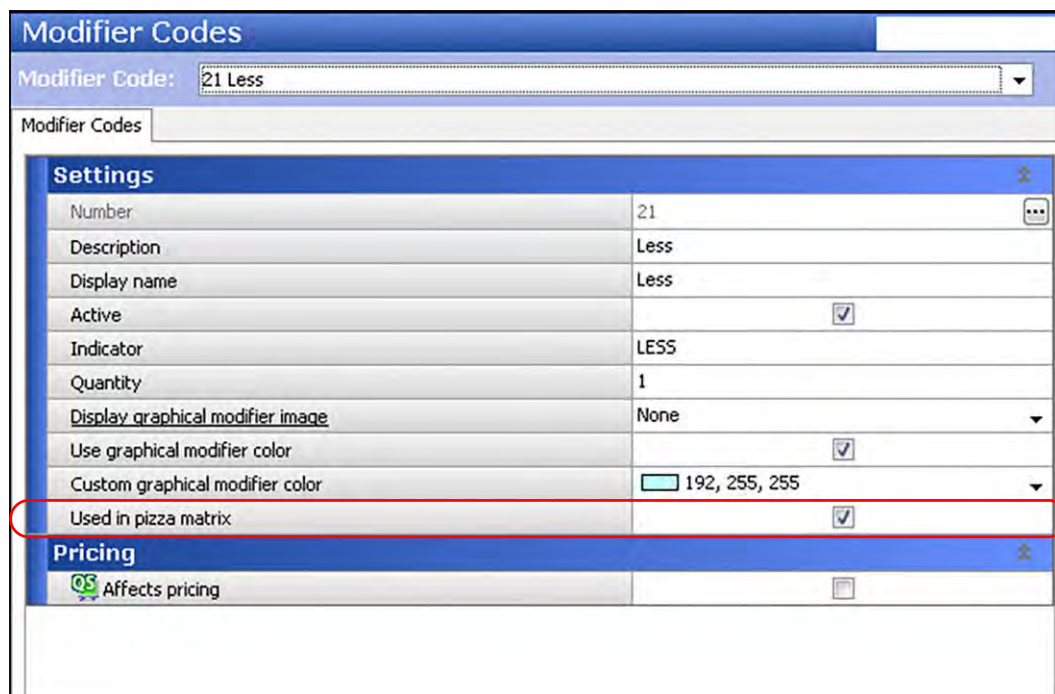 Modifier Codes
Modifier Code: 21 Less
Modifier Codes
Settings
Number 21 ...
Description Less
Display name Less
Active
Indicator LESS
Quantity 1
Display graphical modifier image None
Use graphical modifier color
Custom graphical modifier color 192, 255, 255
Used in pizza matrix
Pricing
QS Affects pricing